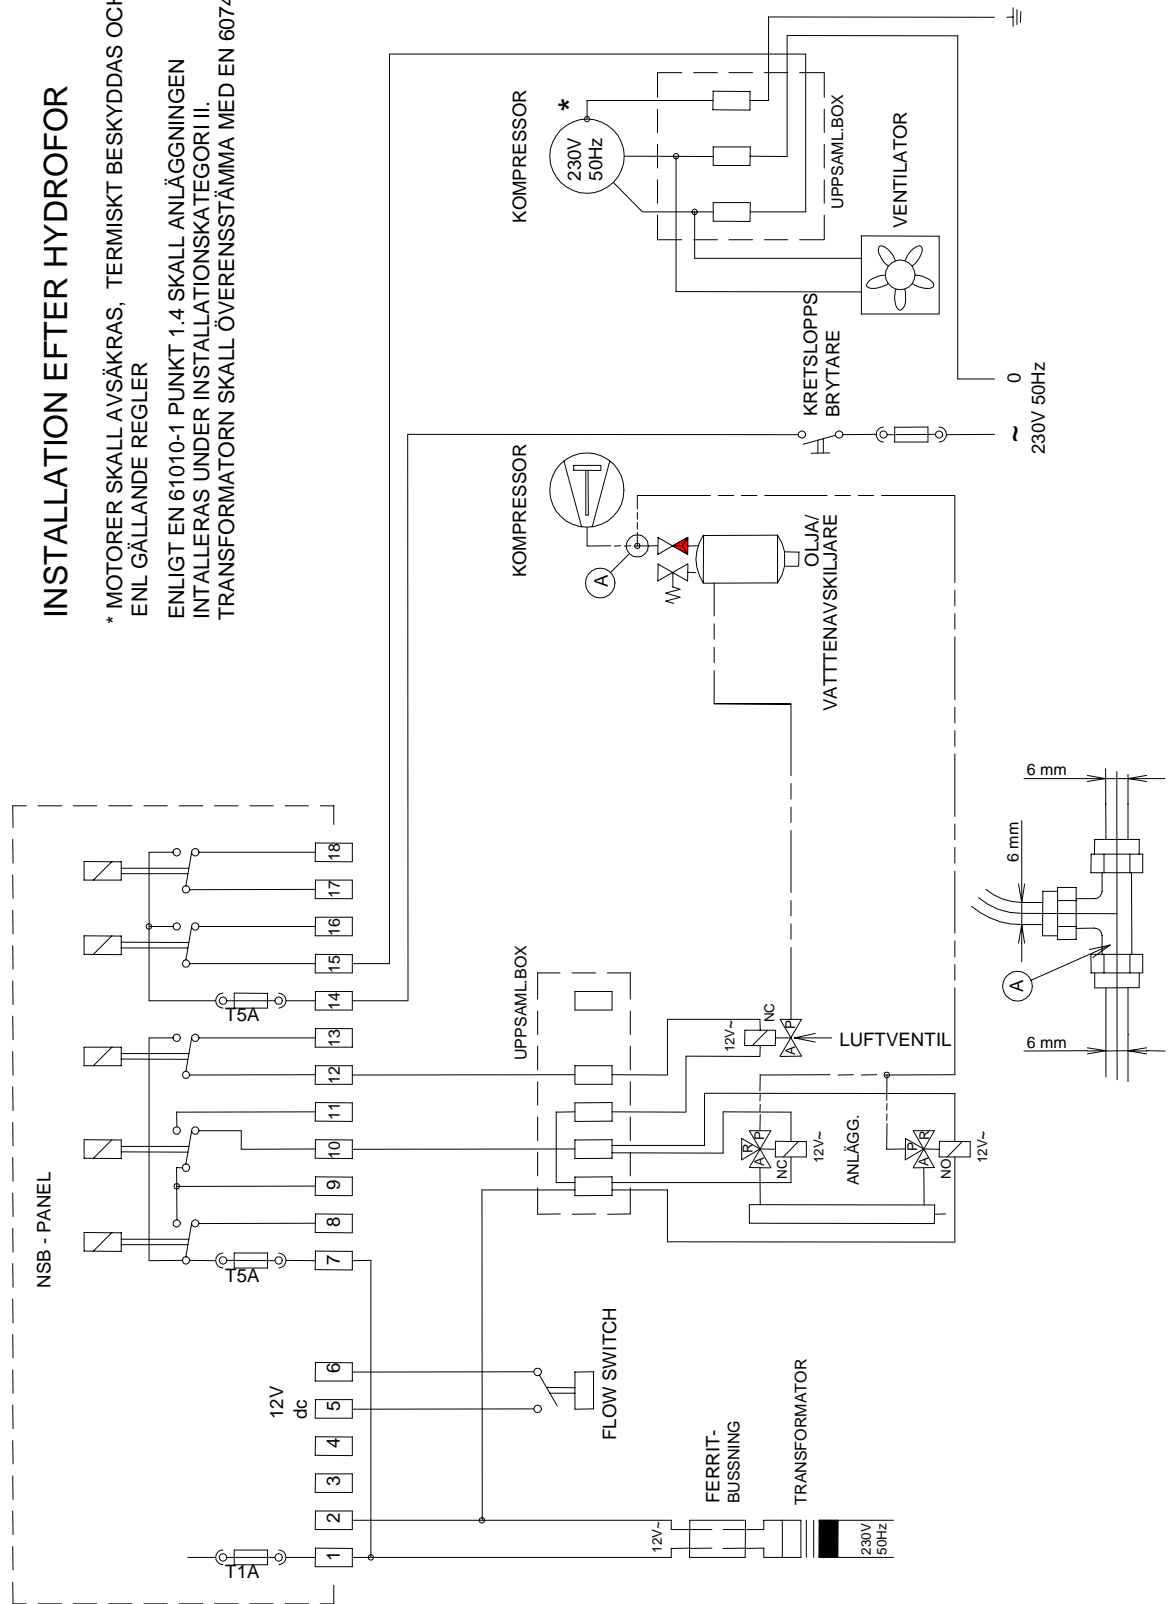 INSTALLATION EFTER HYDROFOR
* MOTORER SKALL AVSÄKRAS, TERMISKT BESKYDDAS OCH
ENL GÄLLANDE REGLER
ENLIGT EN 61010-1 PUNKT 1.4 SKALL ANLÄGGNINGEN
INTALLERAS UNDER INSTALLATIONSKATEGORI II.
TRANSFORMATORN SKALL ÖVERENSSTÄMMA MED EN 6074
NSB - PANEL
T1A
T5A
T5A
12V
dc
1
2
3
4
5
6
7
8
9
10
11
12
13
14
15
16
17
18
KOMPRESSOR
*
230V
50Hz
UPPSAML.BOX
VENTILATOR
KOMPRESSOR
A
OLJA/
VATTTENAVSKILJARE
KRETSLOPPS
BRYTARE
~
0
230V 50Hz
UPPSAML.BOX
12V~
NC
A
P
LUFTVENTIL
R
P
A
NC
12V~
ANLÄGG.
P
R
A
NO
12V~
FLOW SWITCH
12V~
FERRIT-
BUSSNING
TRANSFORMATOR
230V
50Hz
A
6 mm
6 mm
6 mm